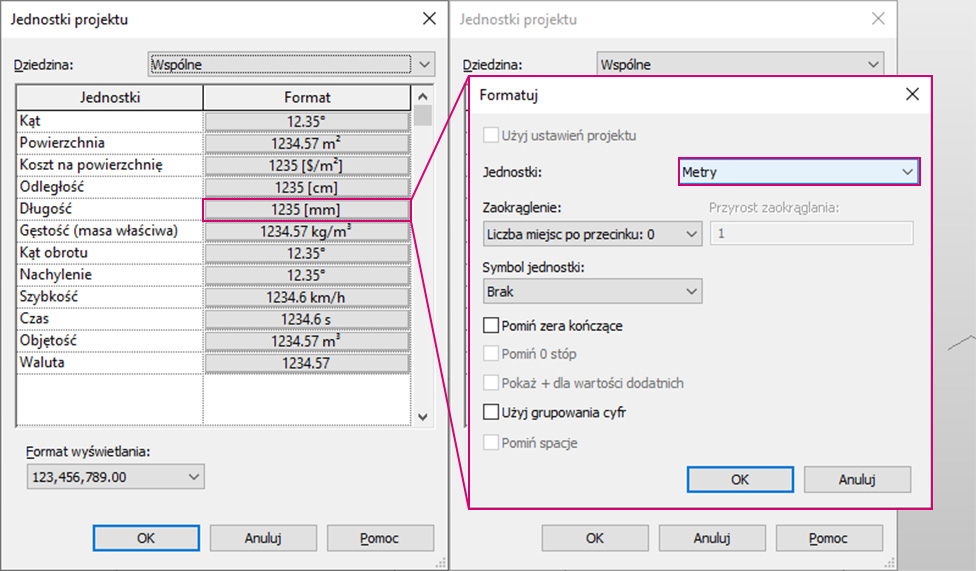 Jednostki projektu
Dziedzina:
Wspólne
Jednostki Format
Kąt 12.35°
Powierzchnia 1234.57 m²
Koszt na powierzchnię 1235 [$/m²]
Odległość 1235 [cm]
Długość 1235 [mm]
Gęstość (masa właściwa) 1234.57 kg/m³
Kąt obrotu 12.35°
Nachylenie 12.35°
Szybkość 1234.6 km/h
Czas 1234.6 s
Objętość 1234.57 m³
Waluta 1234.57
Format wyświetlania:
123,456,789.00
OK Anuluj Pomoc
Jednostki projektu
Dziedzina:
Wspólne
Formatuj
Użyj ustawień projektu
Jednostki: Metry
Zaokrąglenie: Przyrost zaokrąglania:
Liczba miejsc po przecinku: 0 1
Symbol jednostki:
Brak
Pomiń zera kończące
Pomiń 0 stóp
Pokaż + dla wartości dodatnich
Użyj grupowania cyfr
Pomiń spacje
OK Anuluj
OK Anuluj Pomoc